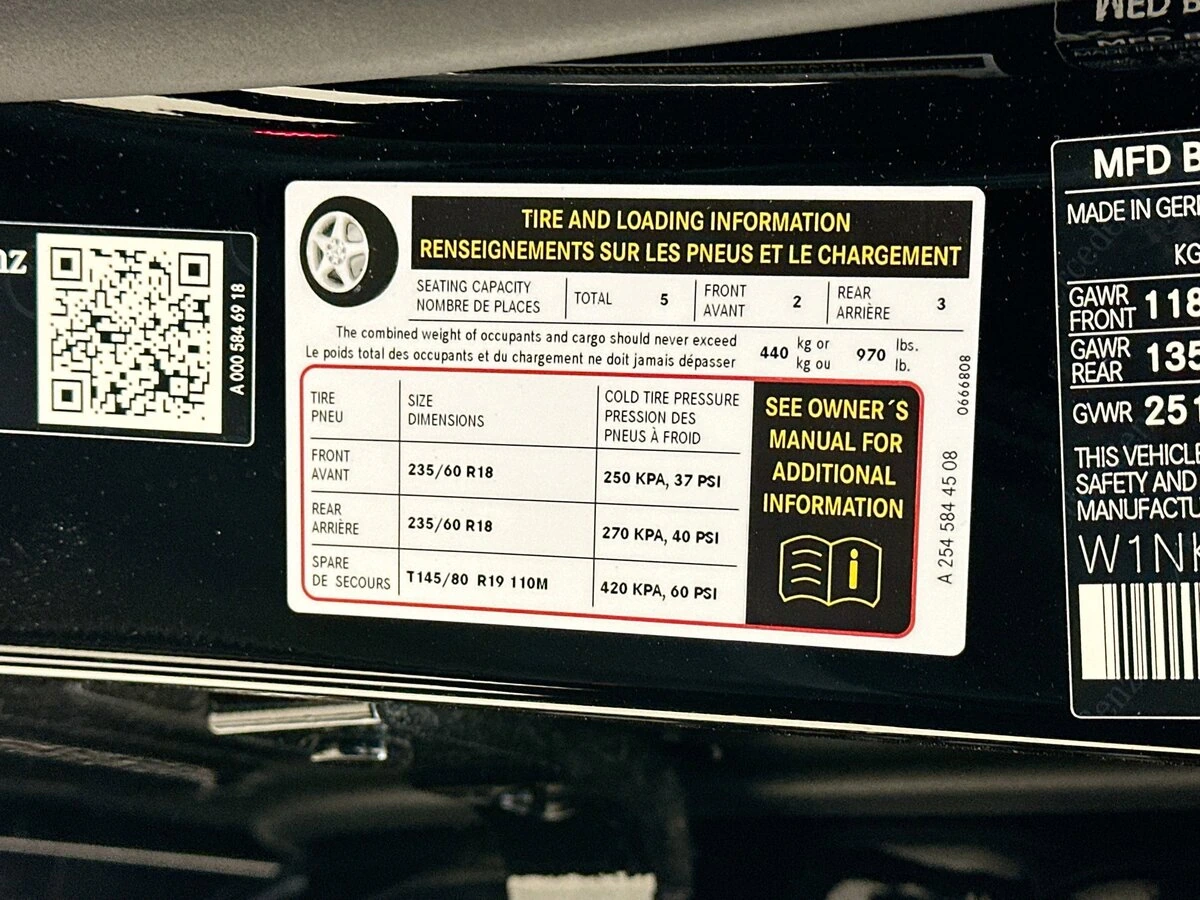 TIRE AND LOADING INFORMATION
RENSEIGNEMENTS SUR LES PNEUS ET LE CHARGEMENT
SEATING CAPACITY
NOMBRE DE PLACES
TOTAL 5
FRONT
AVANT
2
REAR
ARRIÈRE
3
The combined weight of occupants and cargo should never exceed
Le poids total des occupants et du chargement ne doit jamais dépasser
440 kg or
kg ou
970 lbs.
lb.
TIRE
PNEU
SIZE
DIMENSIONS
COLD TIRE PRESSURE
PRESSION DES
PNEUS À FROID
FRONT
AVANT
235/60 R18
250 KPA, 37 PSI
REAR
ARRIÈRE
235/60 R18
270 KPA, 40 PSI
SPARE
DE SECOURS
T145/80 R19 110M
420 KPA, 60 PSI
SEE OWNER´S
MANUAL FOR
ADDITIONAL
INFORMATION
0666808
A 254 584 45 08
nz
A 000 584 69 18
MFD B
MADE IN GER
KG
GAWR
FRONT
118
GAWR
REAR
135
GVWR 251
THIS VEHICLE
SAFETY AND
MANUFACTU
W1NK